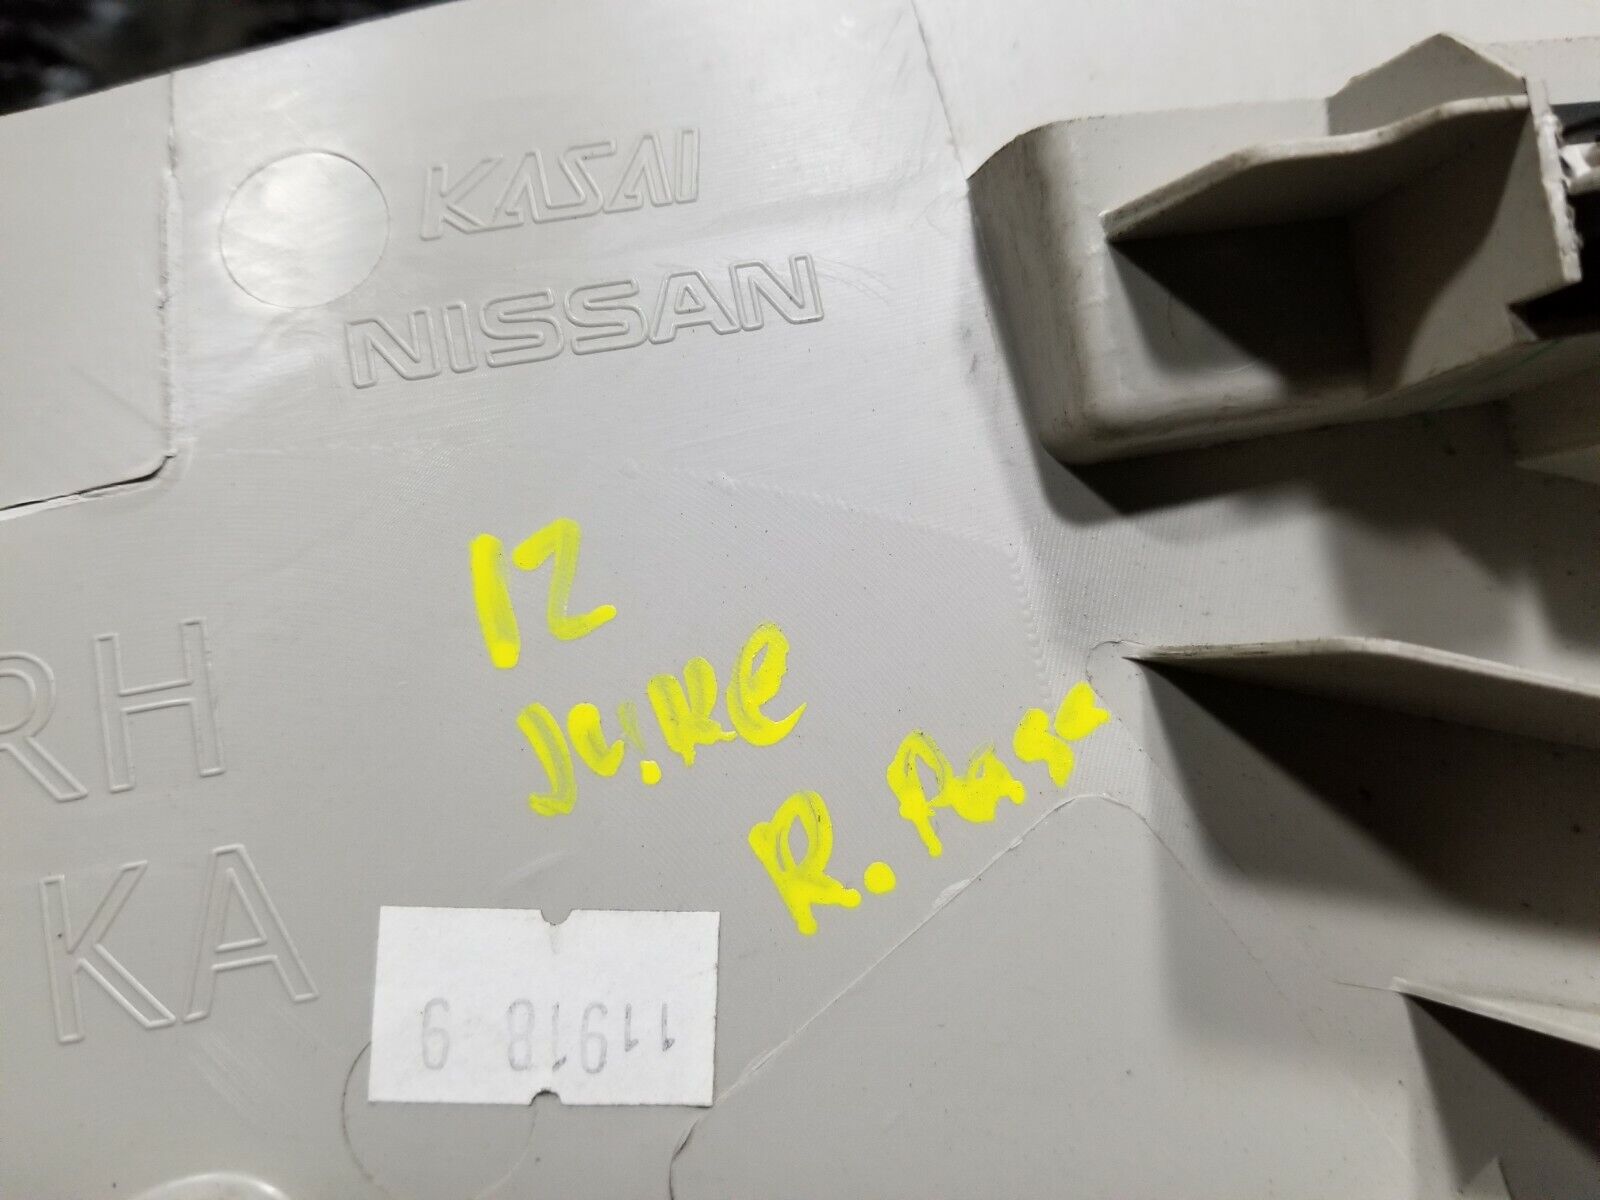 KASAI
NISSAN
12
Juke
R. Pass
RH
KA
11918 9